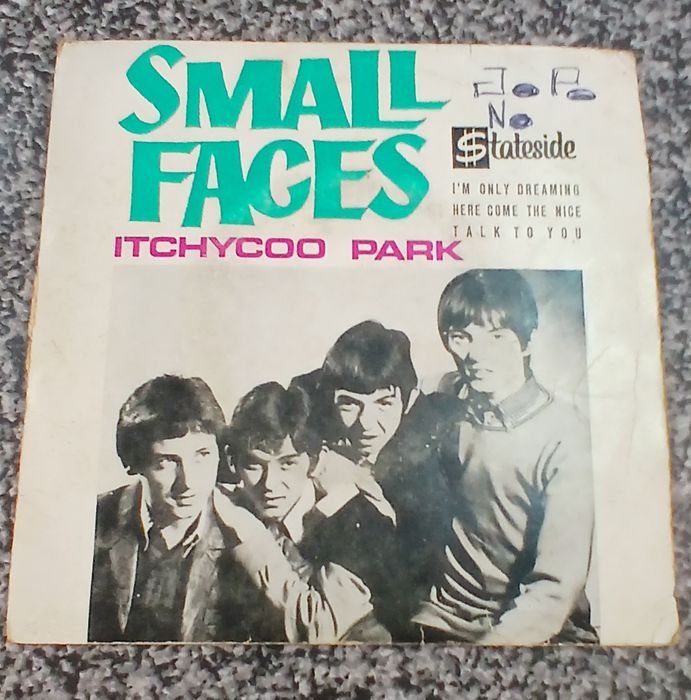 SMALL
FACES
ITCHYCOO PARK
J.P.
No
Stateside
I'M ONLY DREAMING
HERE COME THE NICE
TALK TO YOU